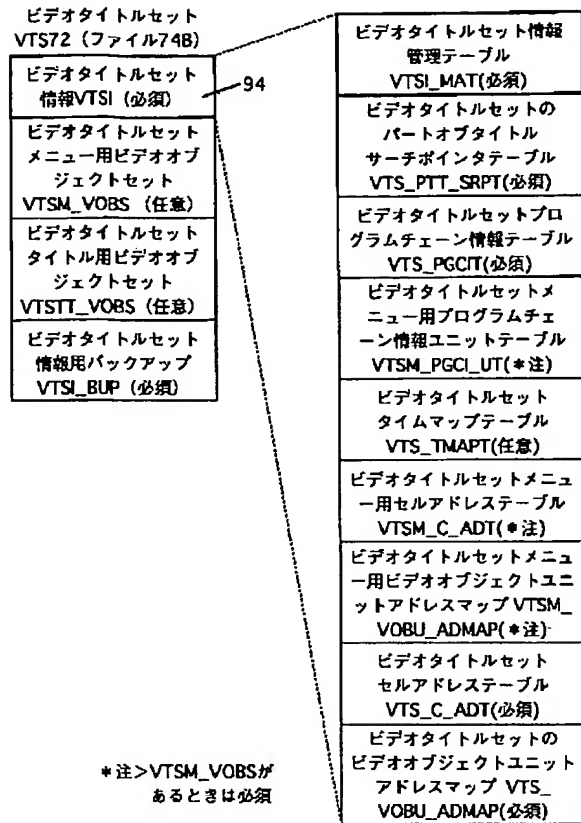 ビデオタイトルセット
VTS72(ファイル74B)
ビデオタイトルセット
情報VTSI(必須)
94
ビデオタイトルセット
メニュー用ビデオオブ
ジェクトセット
VTSM_VOBS(任意)
ビデオタイトルセット
タイトル用ビデオオブ
ジェクトセット
VTSTT_VOBS(任意)
ビデオタイトルセット
情報用バックアップ
VTSI_BUP(必須)
ビデオタイトルセット情報
管理テーブル
VTSI_MAT(必須)
ビデオタイトルセットの
パートオブタイトル
サーチポインタテーブル
VTS_PTT_SRPT(必須)
ビデオタイトルセットプロ
グラムチェーン情報テーブル
VTS_PGCIT(必須)
ビデオタイトルセットメ
ニュー用プログラムチェ
ーン情報ユニットテーブル
VTSM_PGCI_UT(*注)
ビデオタイトルセット
タイムマップテーブル
VTS_TMAPT(任意)
ビデオタイトルセットメニュ
ー用セルアドレステーブル
VTSM_C_ADT(*注)
ビデオタイトルセットメニュ
ー用ビデオオブジェクトユニ
ットアドレスマップ VTSM_
VOBU_ADMAP(*注)
ビデオタイトルセット
セルアドレステーブル
VTS_C_ADT(必須)
ビデオタイトルセットの
ビデオオブジェクトユニット
アドレスマップ VTS_
VOBU_ADMAP(必須)
*注>VTSM_VOBSが
あるときは必須